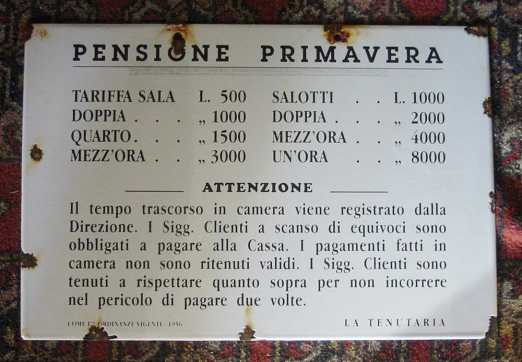 PENSIONE PRIMAVERA
TARIFFA SALA L. 500
DOPPIA . . . „ 1000
QUARTO . . . „ 1500
MEZZ'ORA . . „ 3000
SALOTTI . . L. 1000
DOPPIA . . . „ 2000
MEZZ'ORA . . „ 4000
UN'ORA . . „ 8000
ATTENZIONE
Il tempo trascorso in camera viene registrato dalla
Direzione. I Sigg. Clienti a scanso di equivoci sono
obbligati a pagare alla Cassa. I pagamenti fatti in
camera non sono ritenuti validi. I Sigg. Clienti sono
tenuti a rispettare quanto sopra per non incorrere
nel pericolo di pagare due volte.
ORDINANZE VIGENTI - 1956
LA TENUTARIA